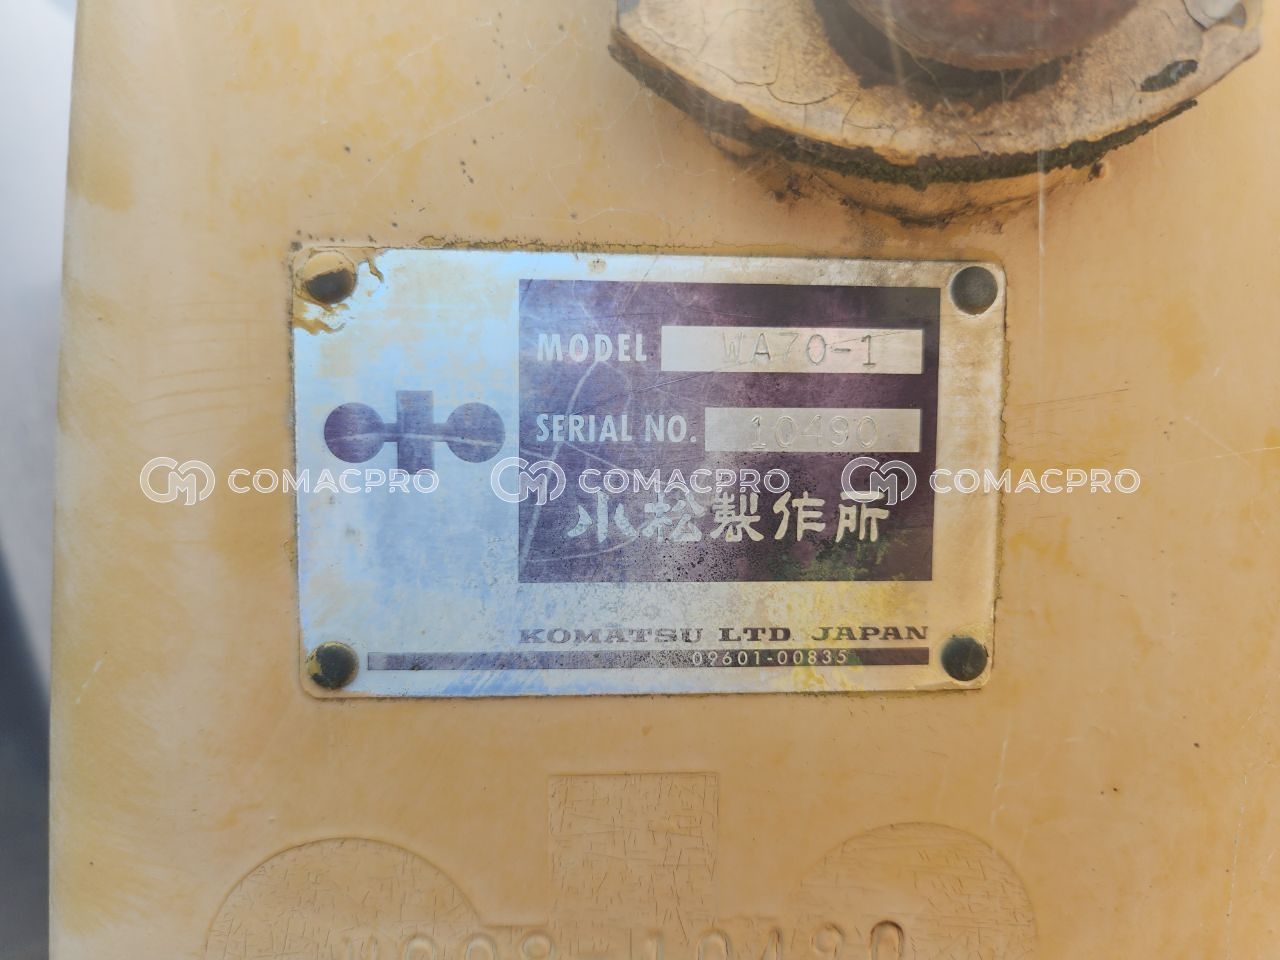 MODEL WA70-1
SERIAL NO. 10490
COMACPRO COMACPRO COMACPRO
小松製作所
KOMATSU LTD. JAPAN
09601-00835